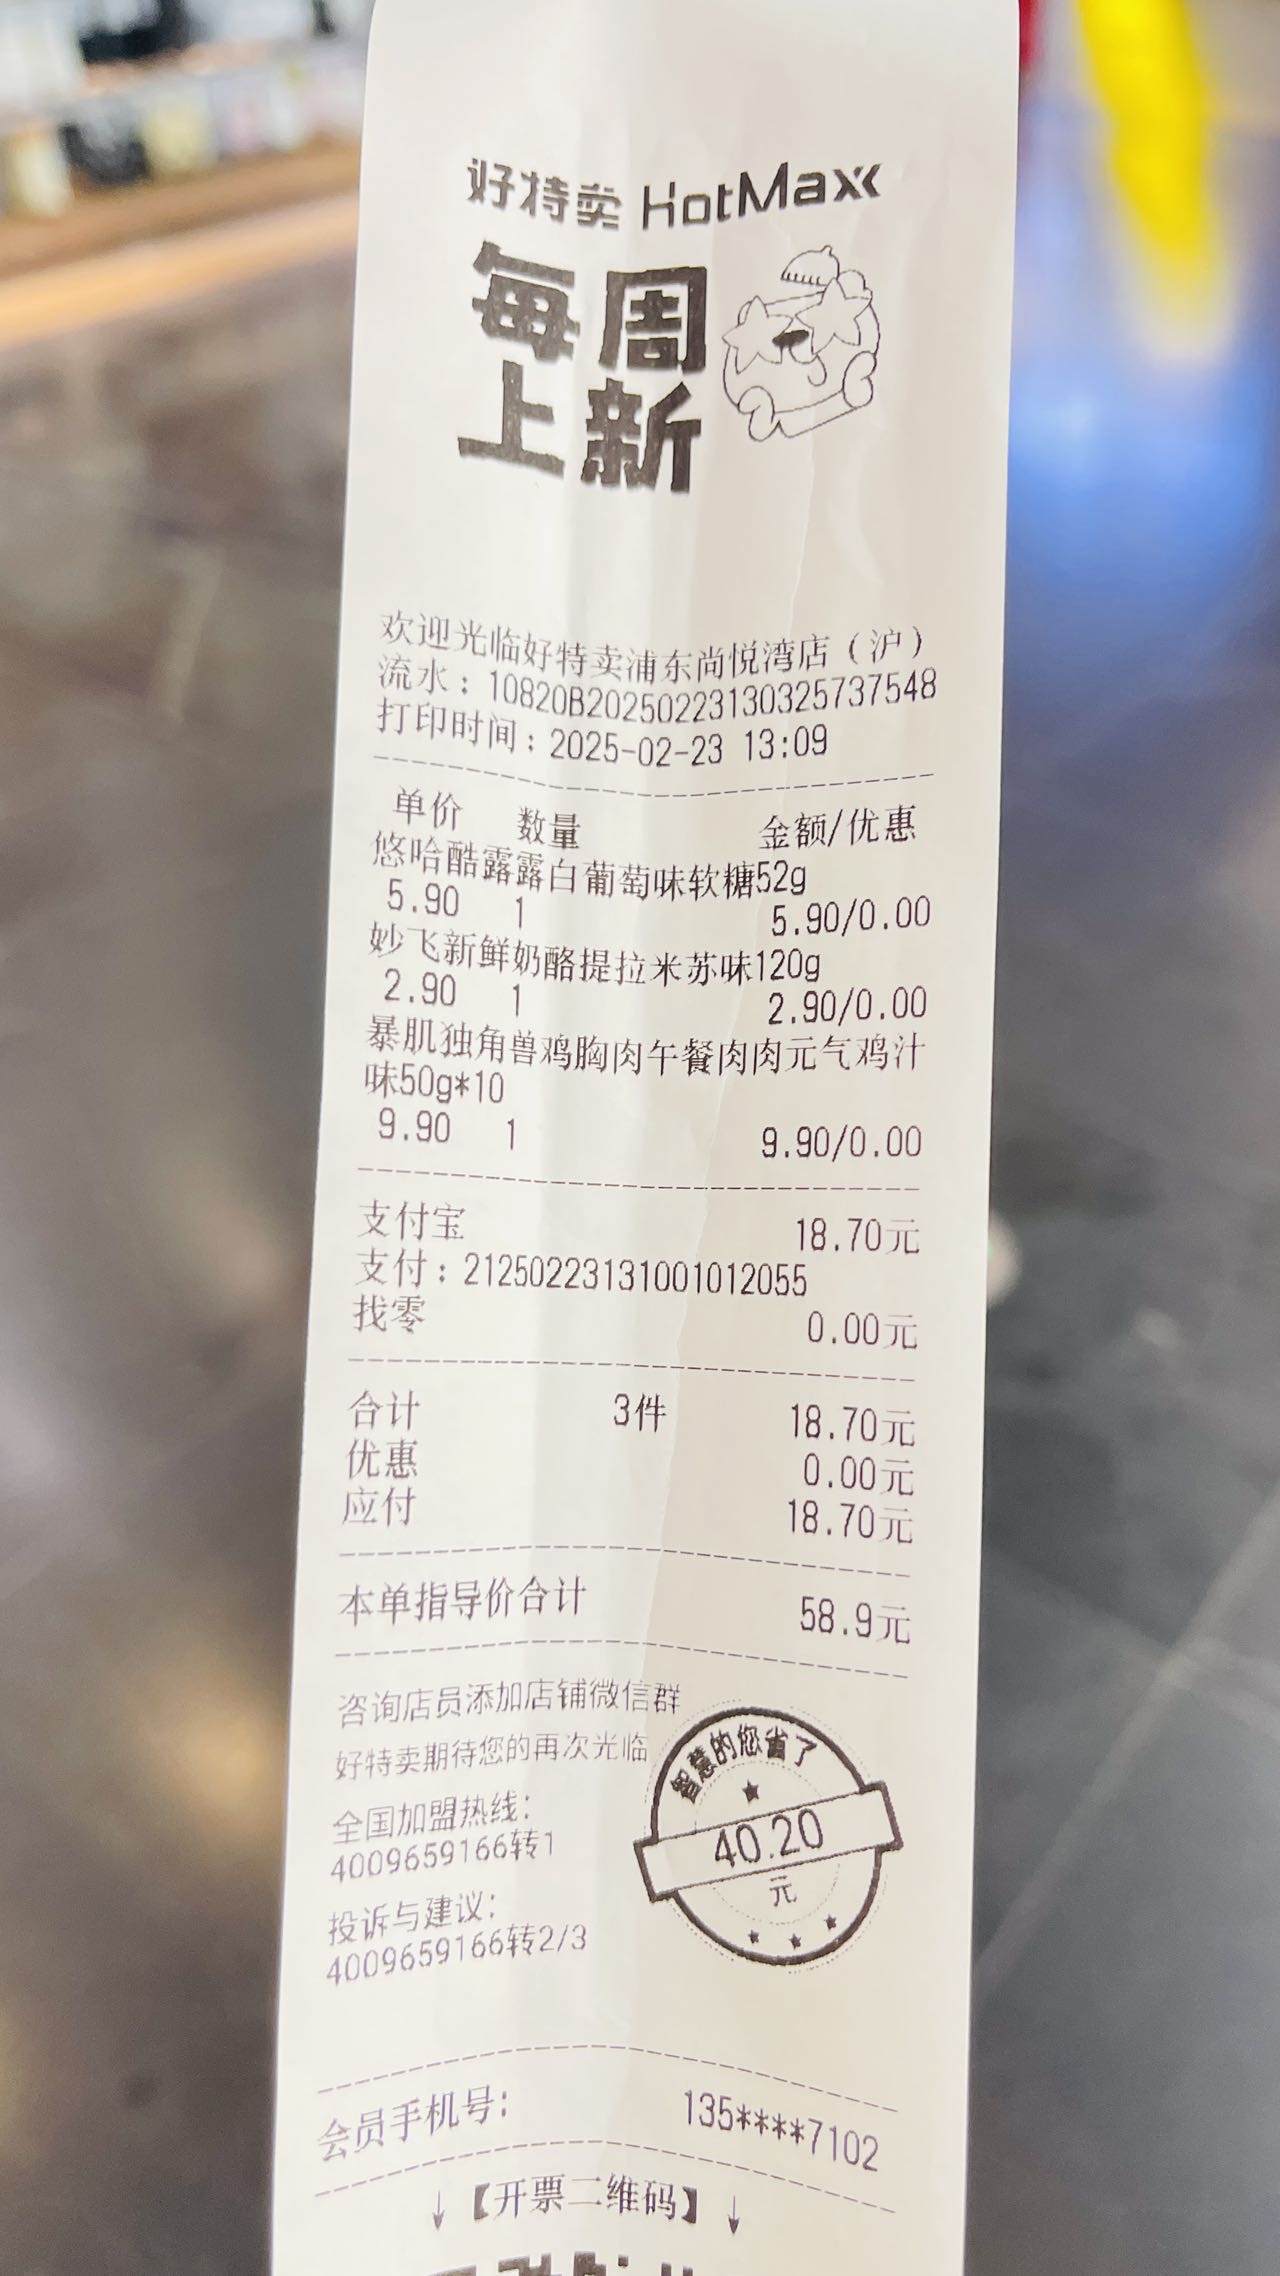 好特卖 HotMaxx
每周
上新
欢迎光临好特卖浦东尚悦湾店（沪）
流水：10820B20250223130325737548
打印时间：2025-02-23 13:09
单价 数量 金额/优惠
悠哈酷露露白葡萄味软糖52g
5.90 1 5.90/0.00
妙飞新鲜奶酪提拉米苏味120g
2.90 1 2.90/0.00
暴肌独角兽鸡胸肉午餐肉肉元气鸡汁
味50g*10
9.90 1 9.90/0.00
支付宝 18.70元
支付：21250223131001012055
找零 0.00元
合计 3件 18.70元
优惠 0.00元
应付 18.70元
本单指导价合计 58.9元
咨询店员添加店铺微信群
好特卖期待您的再次光临
全国加盟热线：
4009659166转1
投诉与建议：
4009659166转2/3
智慧的您省了
40.20
元
会员手机号： 135****7102
↓【开票二维码】↓